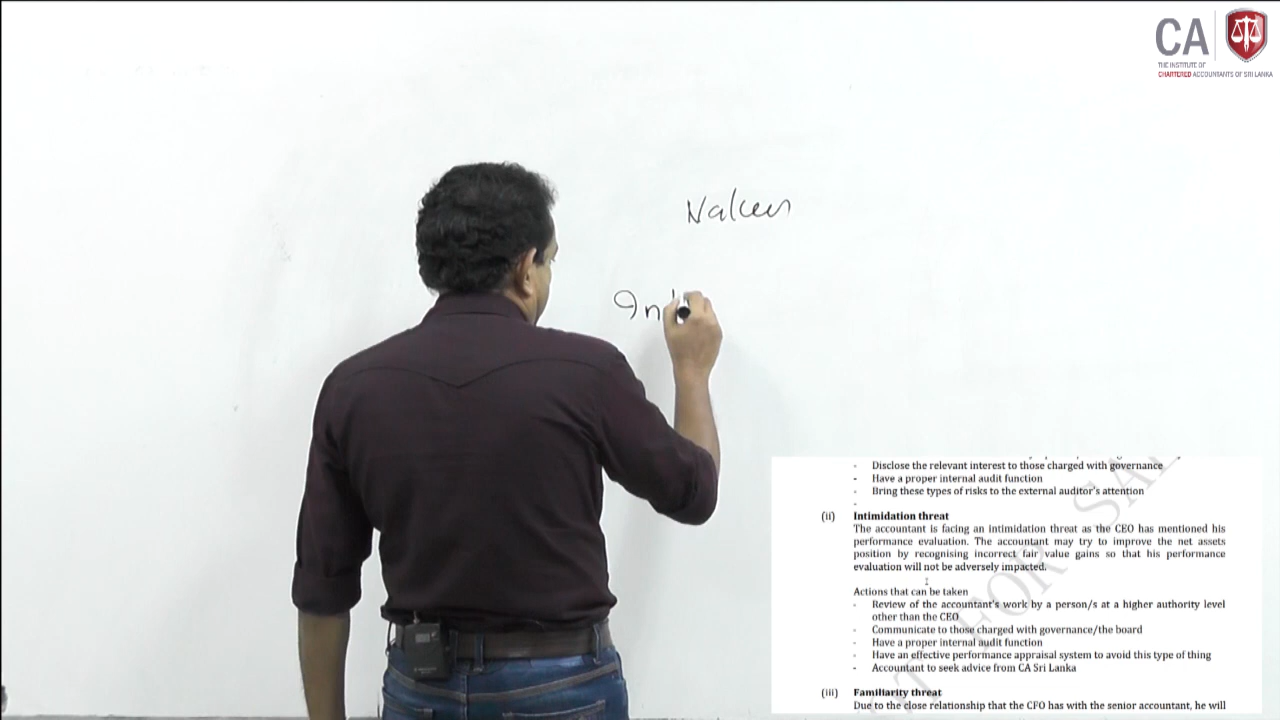 CA
THE INSTITUTE OF
CHARTERED ACCOUNTANTS OF SRI LANKA
In
- Disclose the relevant interest to those charged with governance
- Have a proper internal audit function
- Bring these types of risks to the external auditor's attention
-
(ii) Intimidation threat
The accountant is facing an intimidation threat as the CEO has mentioned his
performance evaluation. The accountant may try to improve the net assets
position by recognising incorrect fair value gains so that his performance
evaluation will not be adversely impacted.
Actions that can be taken
- Review of the accountant's work by a person/s at a higher authority level
other than the CEO
- Communicate to those charged with governance/the board
- Have a proper internal audit function
- Have an effective performance appraisal system to avoid this type of thing
- Accountant to seek advice from CA Sri Lanka
(iii) Familiarity threat
Due to the close relationship that the CFO has with the senior accountant, he will